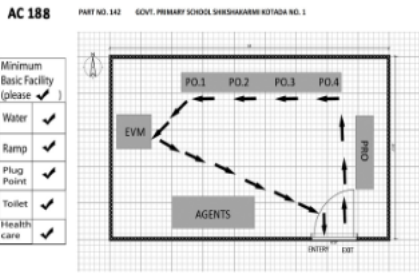 AC 188
PART NO. 142 GOVT. PRIMARY SCHOOL SHIKSHAKARMI KOTADA NO. 1
Minimum
Basic Facility
(please ✔ )
Water ✔
Ramp ✔
Plug
Point ✔
Toilet ✔
Health
care ✔
PO.1 PO.2 PO.3 PO.4
EVM
PRO
AGENTS
ENTERY EXIT